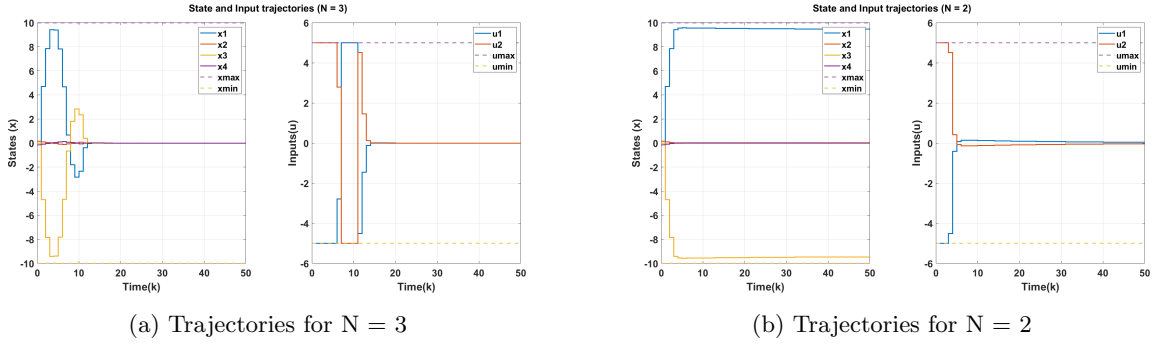 State and Input trajectories (N = 3)
10
8
6
4
2
0
-2
-4
-6
-8
-10
States (x)
0 10 20 30 40 50
Time(k)
x1
x2
x3
x4
xmax
xmin
6
4
2
0
-2
-4
-6
Inputs(u)
0 10 20 30 40 50
Time(k)
u1
u2
umax
umin
(a) Trajectories for N = 3
State and Input trajectories (N = 2)
10
8
6
4
2
0
-2
-4
-6
-8
-10
States (x)
0 10 20 30 40 50
Time(k)
x1
x2
x3
x4
xmax
xmin
6
4
2
0
-2
-4
-6
Inputs(u)
0 10 20 30 40 50
Time(k)
u1
u2
umax
umin
(b) Trajectories for N = 2